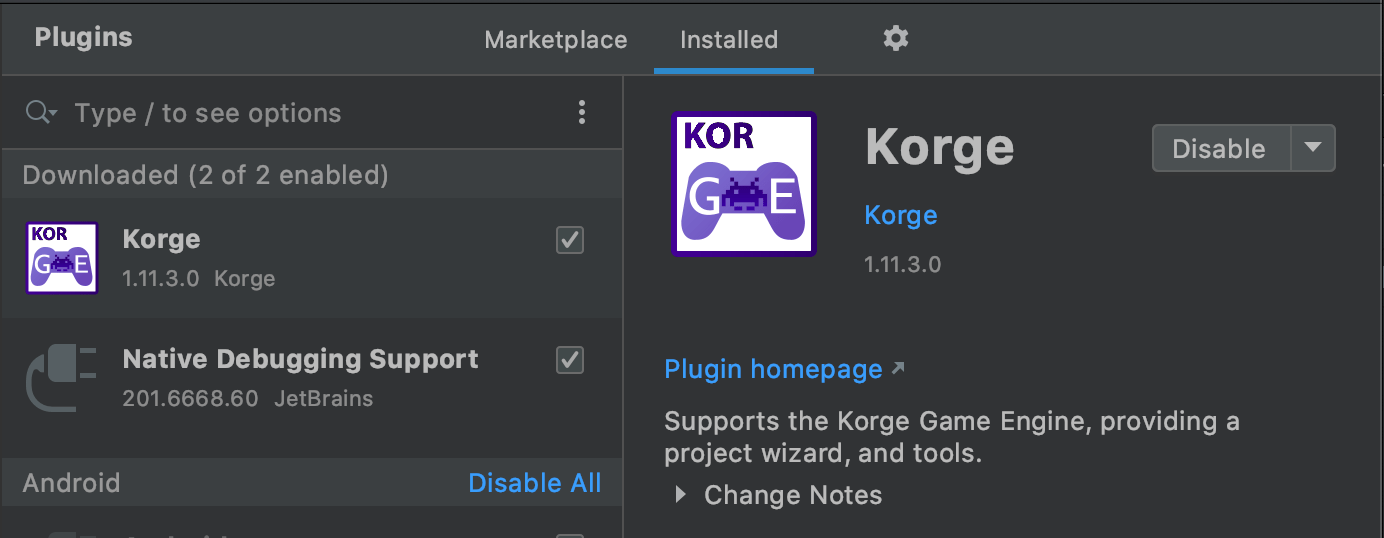 Plugins
Marketplace
Installed
Type / to see options
Downloaded (2 of 2 enabled)
KOR
G E
Korge
1.11.3.0 Korge
Native Debugging Support
201.6668.60 JetBrains
Android
Disable All
KOR
G E
Korge
Disable
Korge
1.11.3.0
Plugin homepage
Supports the Korge Game Engine, providing a
project wizard, and tools.
Change Notes